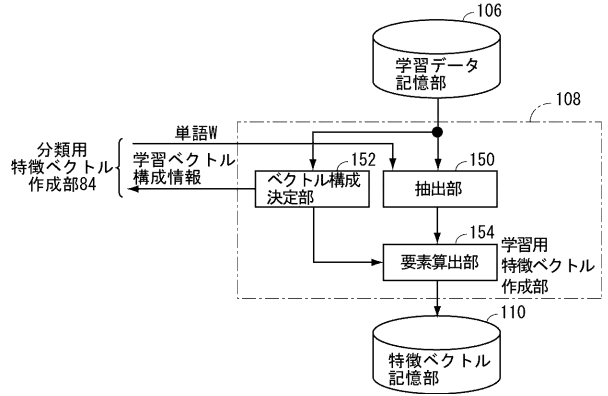 106
学習データ
記憶部
108
単語W
分類用
特徴ベクトル
作成部84
学習ベクトル
構成情報
152
ベクトル構成
決定部
150
抽出部
154
要素算出部
学習用
特徴ベクトル
作成部
110
特徴ベクトル
記憶部